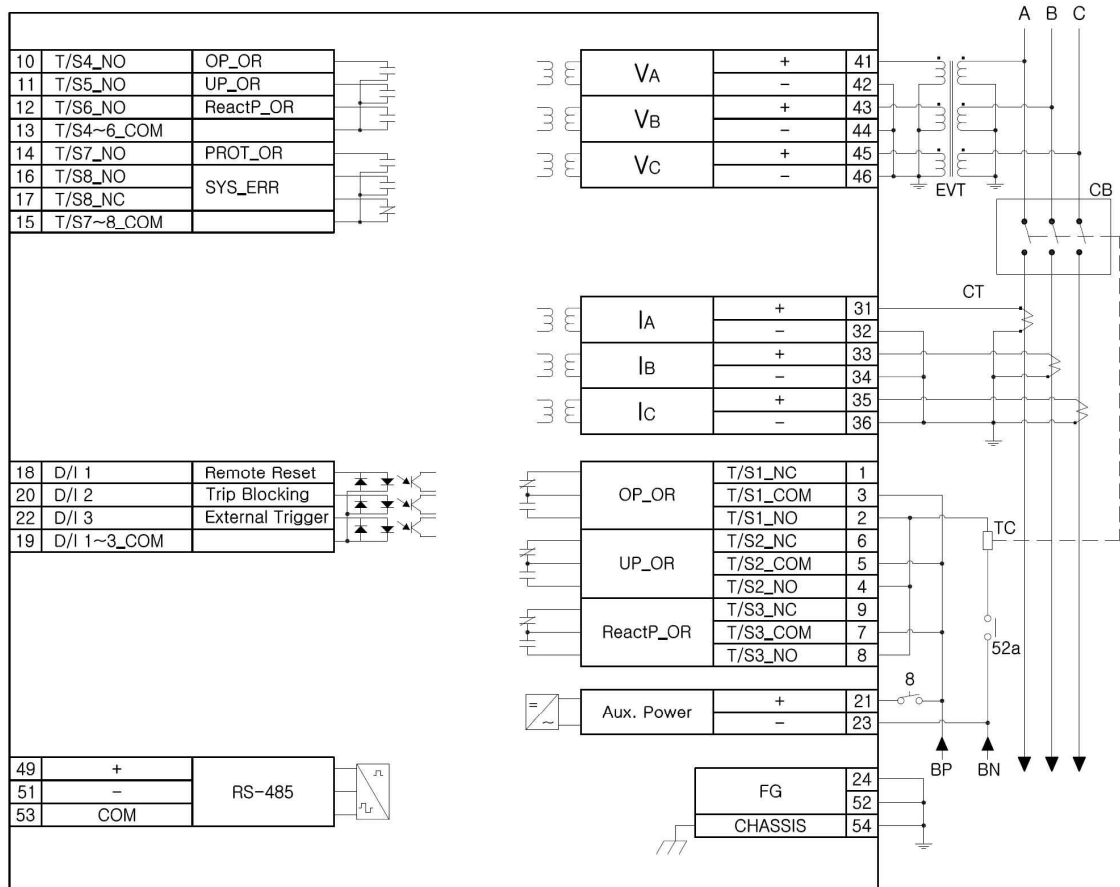 A B C
10 T/S4_NO OP_OR
11 T/S5_NO UP_OR
12 T/S6_NO ReactP_OR
13 T/S4~6_COM
14 T/S7_NO PROT_OR
16 T/S8_NO SYS_ERR
17 T/S8_NC
15 T/S7~8_COM
VA + 41
− 42
VB + 43
− 44
VC + 45
− 46
EVT
CB
CT
IA + 31
− 32
IB + 33
− 34
IC + 35
− 36
18 D/I 1 Remote Reset
20 D/I 2 Trip Blocking
22 D/I 3 External Trigger
19 D/I 1~3_COM
OP_OR T/S1_NC 1
T/S1_COM 3
T/S1_NO 2
UP_OR T/S2_NC 6
T/S2_COM 5
T/S2_NO 4
ReactP_OR T/S3_NC 9
T/S3_COM 7
T/S3_NO 8
TC
52a
8
Aux. Power + 21
− 23
BP BN
49 + RS-485
51 −
53 COM
FG 24
52
CHASSIS 54